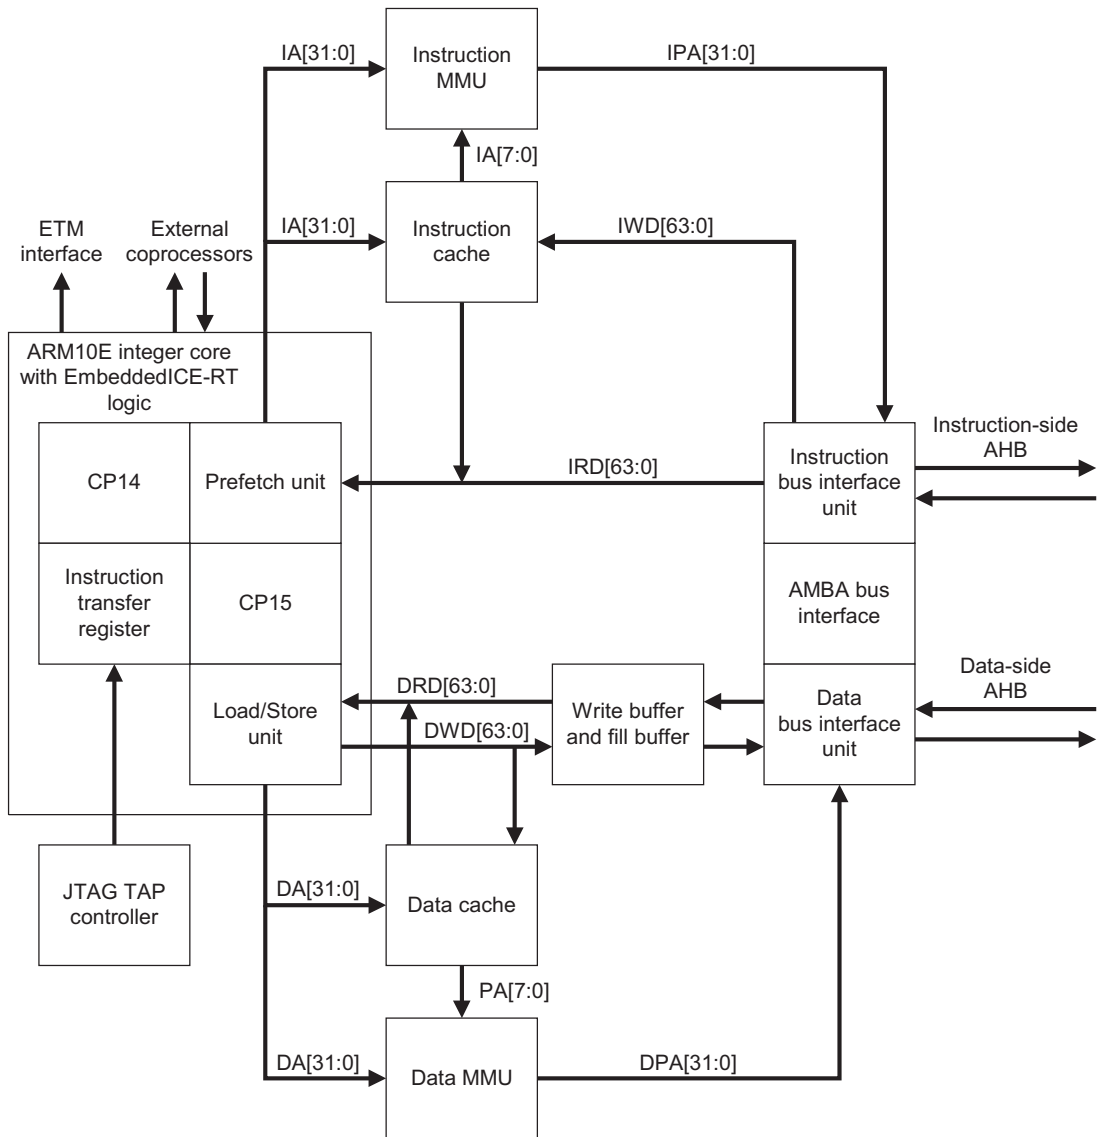 IA[31:0]
Instruction
MMU
IPA[31:0]
IA[7:0]
ETM
interface
External
coprocessors
IA[31:0]
Instruction
cache
IWD[63:0]
ARM10E integer core
with EmbeddedICE-RT
logic
CP14
Prefetch unit
IRD[63:0]
Instruction
bus interface
unit
Instruction-side
AHB
Instruction
transfer
register
CP15
AMBA bus
interface
Load/Store
unit
DRD[63:0]
DWD[63:0]
Write buffer
and fill buffer
Data
bus interface
unit
Data-side
AHB
JTAG TAP
controller
DA[31:0]
Data cache
PA[7:0]
DA[31:0]
Data MMU
DPA[31:0]